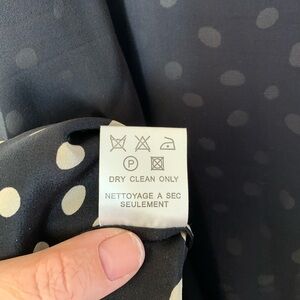 P
DRY CLEAN ONLY
NETTOYAGE A SEC
SEULEMENT